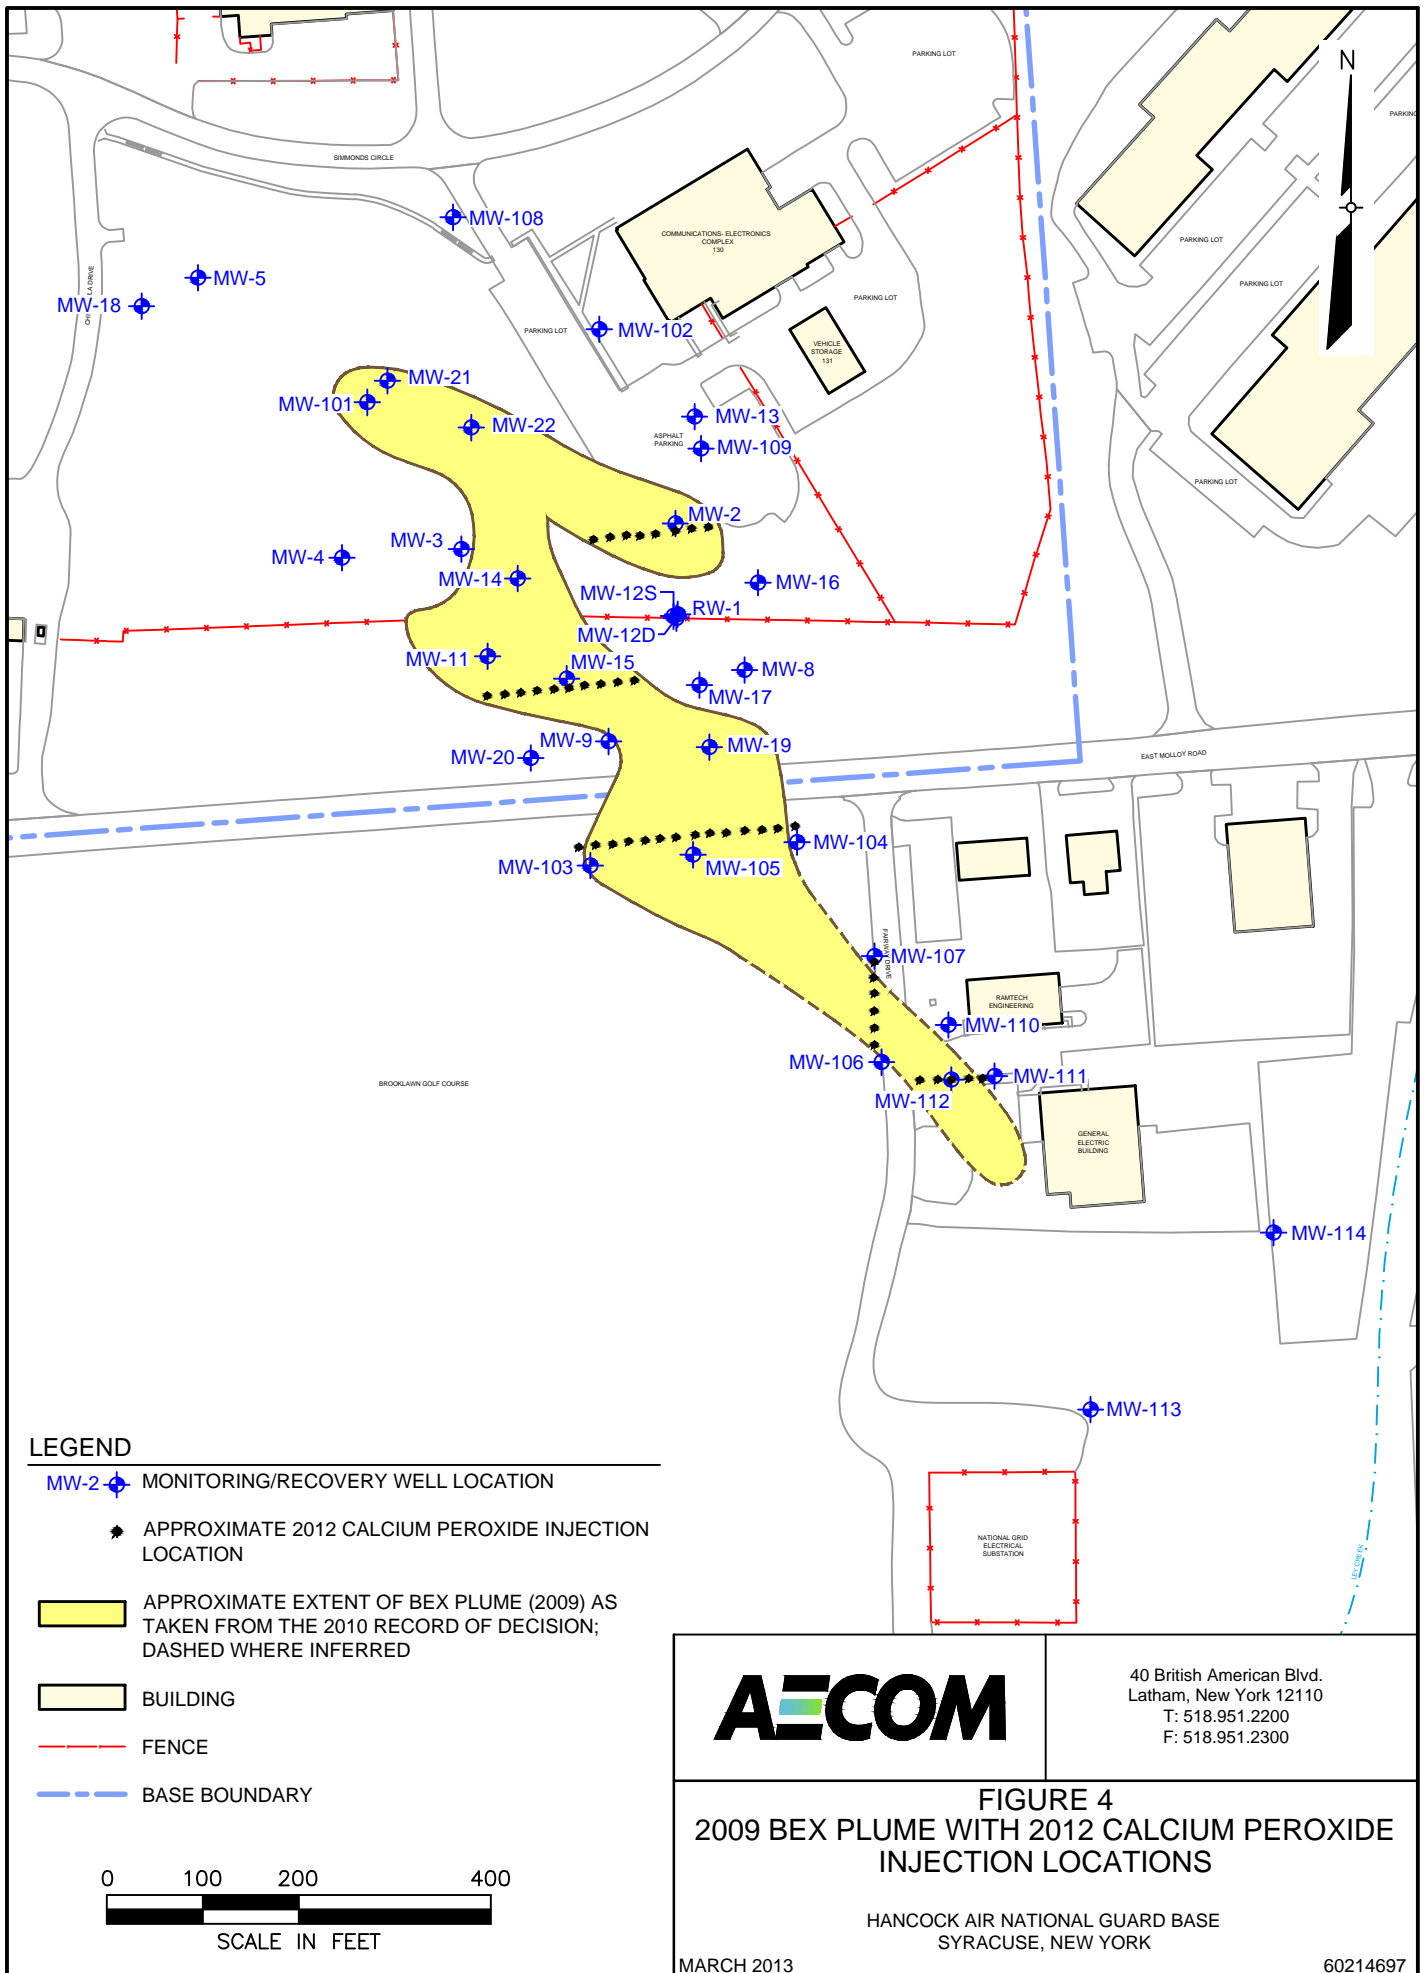 PARKING LOT
N
PARKING
SIMMONDS CIRCLE
MW-108
COMMUNICATIONS- ELECTRONICS
COMPLEX
130
PARKING LOT
MW-5
MW-18
PARKING LOT
PARKING LOT
PARKING LOT
MW-102
VEHICLE
STORAGE
131
MW-21
MW-101
MW-22
MW-13
ASPHALT
PARKING
MW-109
PARKING LOT
MW-2
MW-3
MW-4
MW-14
MW-16
MW-12S
RW-1
MW-12D
MW-11
MW-15
MW-8
MW-17
MW-9
MW-19
MW-20
EAST MOLLOY ROAD
MW-104
MW-103
MW-105
FAIRWAY DRIVE
MW-107
RAMTECH
ENGINEERING
MW-110
MW-106
MW-111
BROOKLAWN GOLF COURSE
MW-112
GENERAL
ELECTRIC
BUILDING
MW-114
MW-113
NATIONAL GRID
ELECTRICAL
SUBSTATION
LEY CREEK
LEGEND
MW-2 MONITORING/RECOVERY WELL LOCATION
APPROXIMATE 2012 CALCIUM PEROXIDE INJECTION
LOCATION
APPROXIMATE EXTENT OF BEX PLUME (2009) AS
TAKEN FROM THE 2010 RECORD OF DECISION;
DASHED WHERE INFERRED
BUILDING
FENCE
BASE BOUNDARY
0 100 200 400
SCALE IN FEET
AECOM
40 British American Blvd.
Latham, New York 12110
T: 518.951.2200
F: 518.951.2300
FIGURE 4
2009 BEX PLUME WITH 2012 CALCIUM PEROXIDE
INJECTION LOCATIONS
HANCOCK AIR NATIONAL GUARD BASE
SYRACUSE, NEW YORK
MARCH 2013
60214697